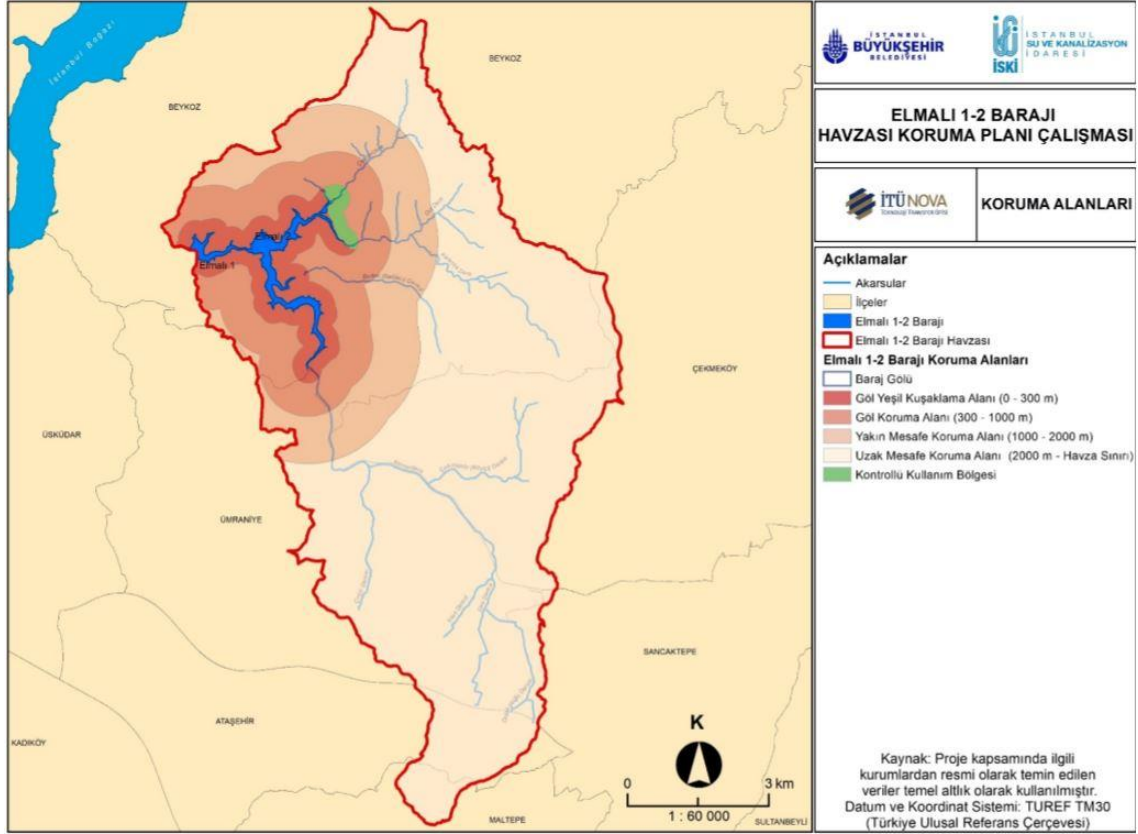 İstanbul Boğazı
BEYKOZ
BEYKOZ
Elmalı 2
Elmalı 1
ÇEKMEKÖY
ÜSKÜDAR
ÜMRANİYE
SANCAKTEPE
ATAŞEHİR
KADIKÖY
MALTEPE
SULTANBEYLİ
K
0 3 km
1 : 60 000
İSTANBUL
BÜYÜKŞEHİR
BELEDİYESİ
İSKİ
İSTANBUL
SU VE KANALİZASYON
İDARESİ
ELMALI 1-2 BARAJI
HAVZASI KORUMA PLANI ÇALIŞMASI
İTÜNOVA
KORUMA ALANLARI
Açıklamalar
Akarsular
İlçeler
Elmalı 1-2 Barajı
Elmalı 1-2 Barajı Havzası
Elmalı 1-2 Barajı Koruma Alanları
Baraj Gölü
Göl Yeşil Kuşaklama Alanı (0 - 300 m)
Göl Koruma Alanı (300 - 1000 m)
Yakın Mesafe Koruma Alanı (1000 - 2000 m)
Uzak Mesafe Koruma Alanı (2000 m - Havza Sınırı)
Kontrollü Kullanım Bölgesi
Kaynak: Proje kapsamında ilgili
kurumlardan resmi olarak temin edilen
veriler temel altlık olarak kullanılmıştır.
Datum ve Koordinat Sistemi: TUREF TM30
(Türkiye Ulusal Referans Çerçevesi)